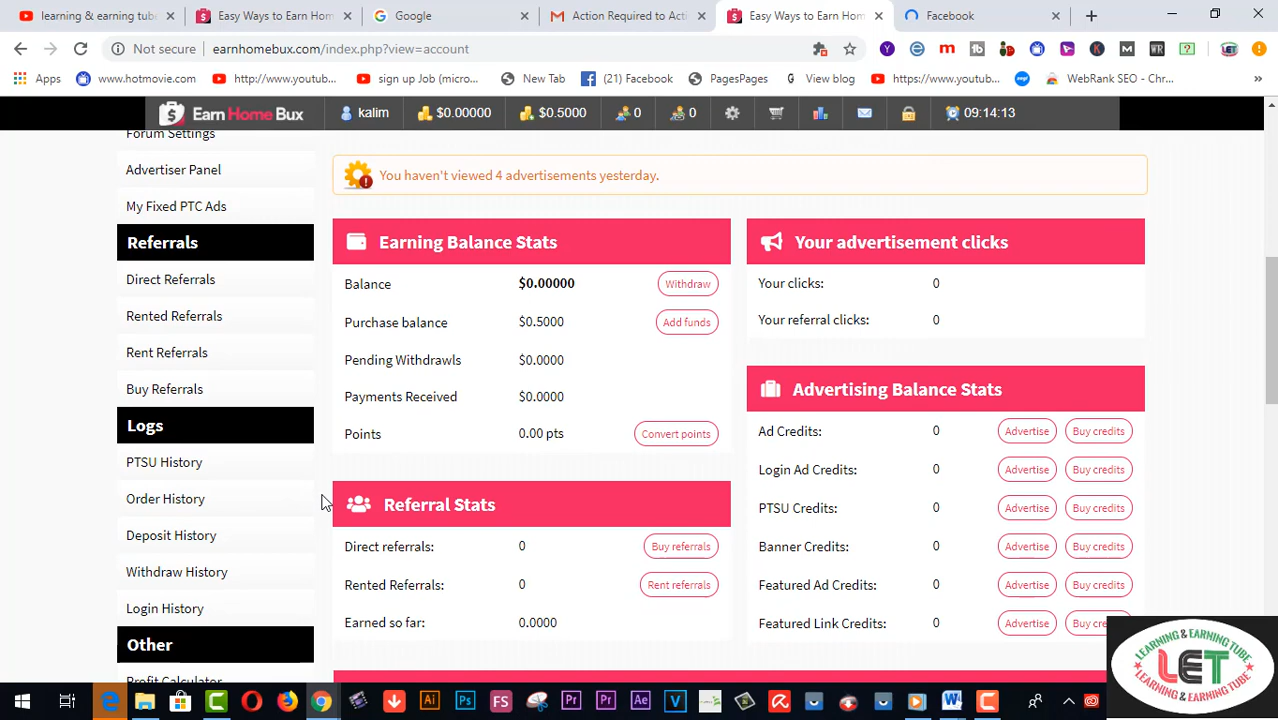 learning & earning tube
Easy Ways to Earn Hom
Google
Action Required to Acti
Easy Ways to Earn Hom
Facebook
Not secure
earnhomebux.com/index.php?view=account
Apps
www.hotmovie.com
http://www.youtub...
sign up Job (micro...
New Tab
(21) Facebook
PagesPages
View blog
https://www.youtub...
WebRank SEO - Chr...
Earn Home Bux
kalim
$0.00000
$0.5000
0
0
09:14:13
Forum Settings
Advertiser Panel
My Fixed PTC Ads
Referrals
Direct Referrals
Rented Referrals
Rent Referrals
Buy Referrals
Logs
PTSU History
Order History
Deposit History
Withdraw History
Login History
Other
Profit Calculator
You haven't viewed 4 advertisements yesterday.
Earning Balance Stats
Balance $0.00000 Withdraw
Purchase balance $0.5000 Add funds
Pending Withdrawls $0.0000
Payments Received $0.0000
Points 0.00 pts Convert points
Referral Stats
Direct referrals: 0 Buy referrals
Rented Referrals: 0 Rent referrals
Earned so far: 0.0000
Your advertisement clicks
Your clicks: 0
Your referral clicks: 0
Advertising Balance Stats
Ad Credits: 0 Advertise Buy credits
Login Ad Credits: 0 Advertise Buy credits
PTSU Credits: 0 Advertise Buy credits
Banner Credits: 0 Advertise Buy credits
Featured Ad Credits: 0 Advertise Buy credits
Featured Link Credits: 0 Advertise Buy cre
LEARNING & EARNING TUBE
LET
LEARNING & EARNING TUBE